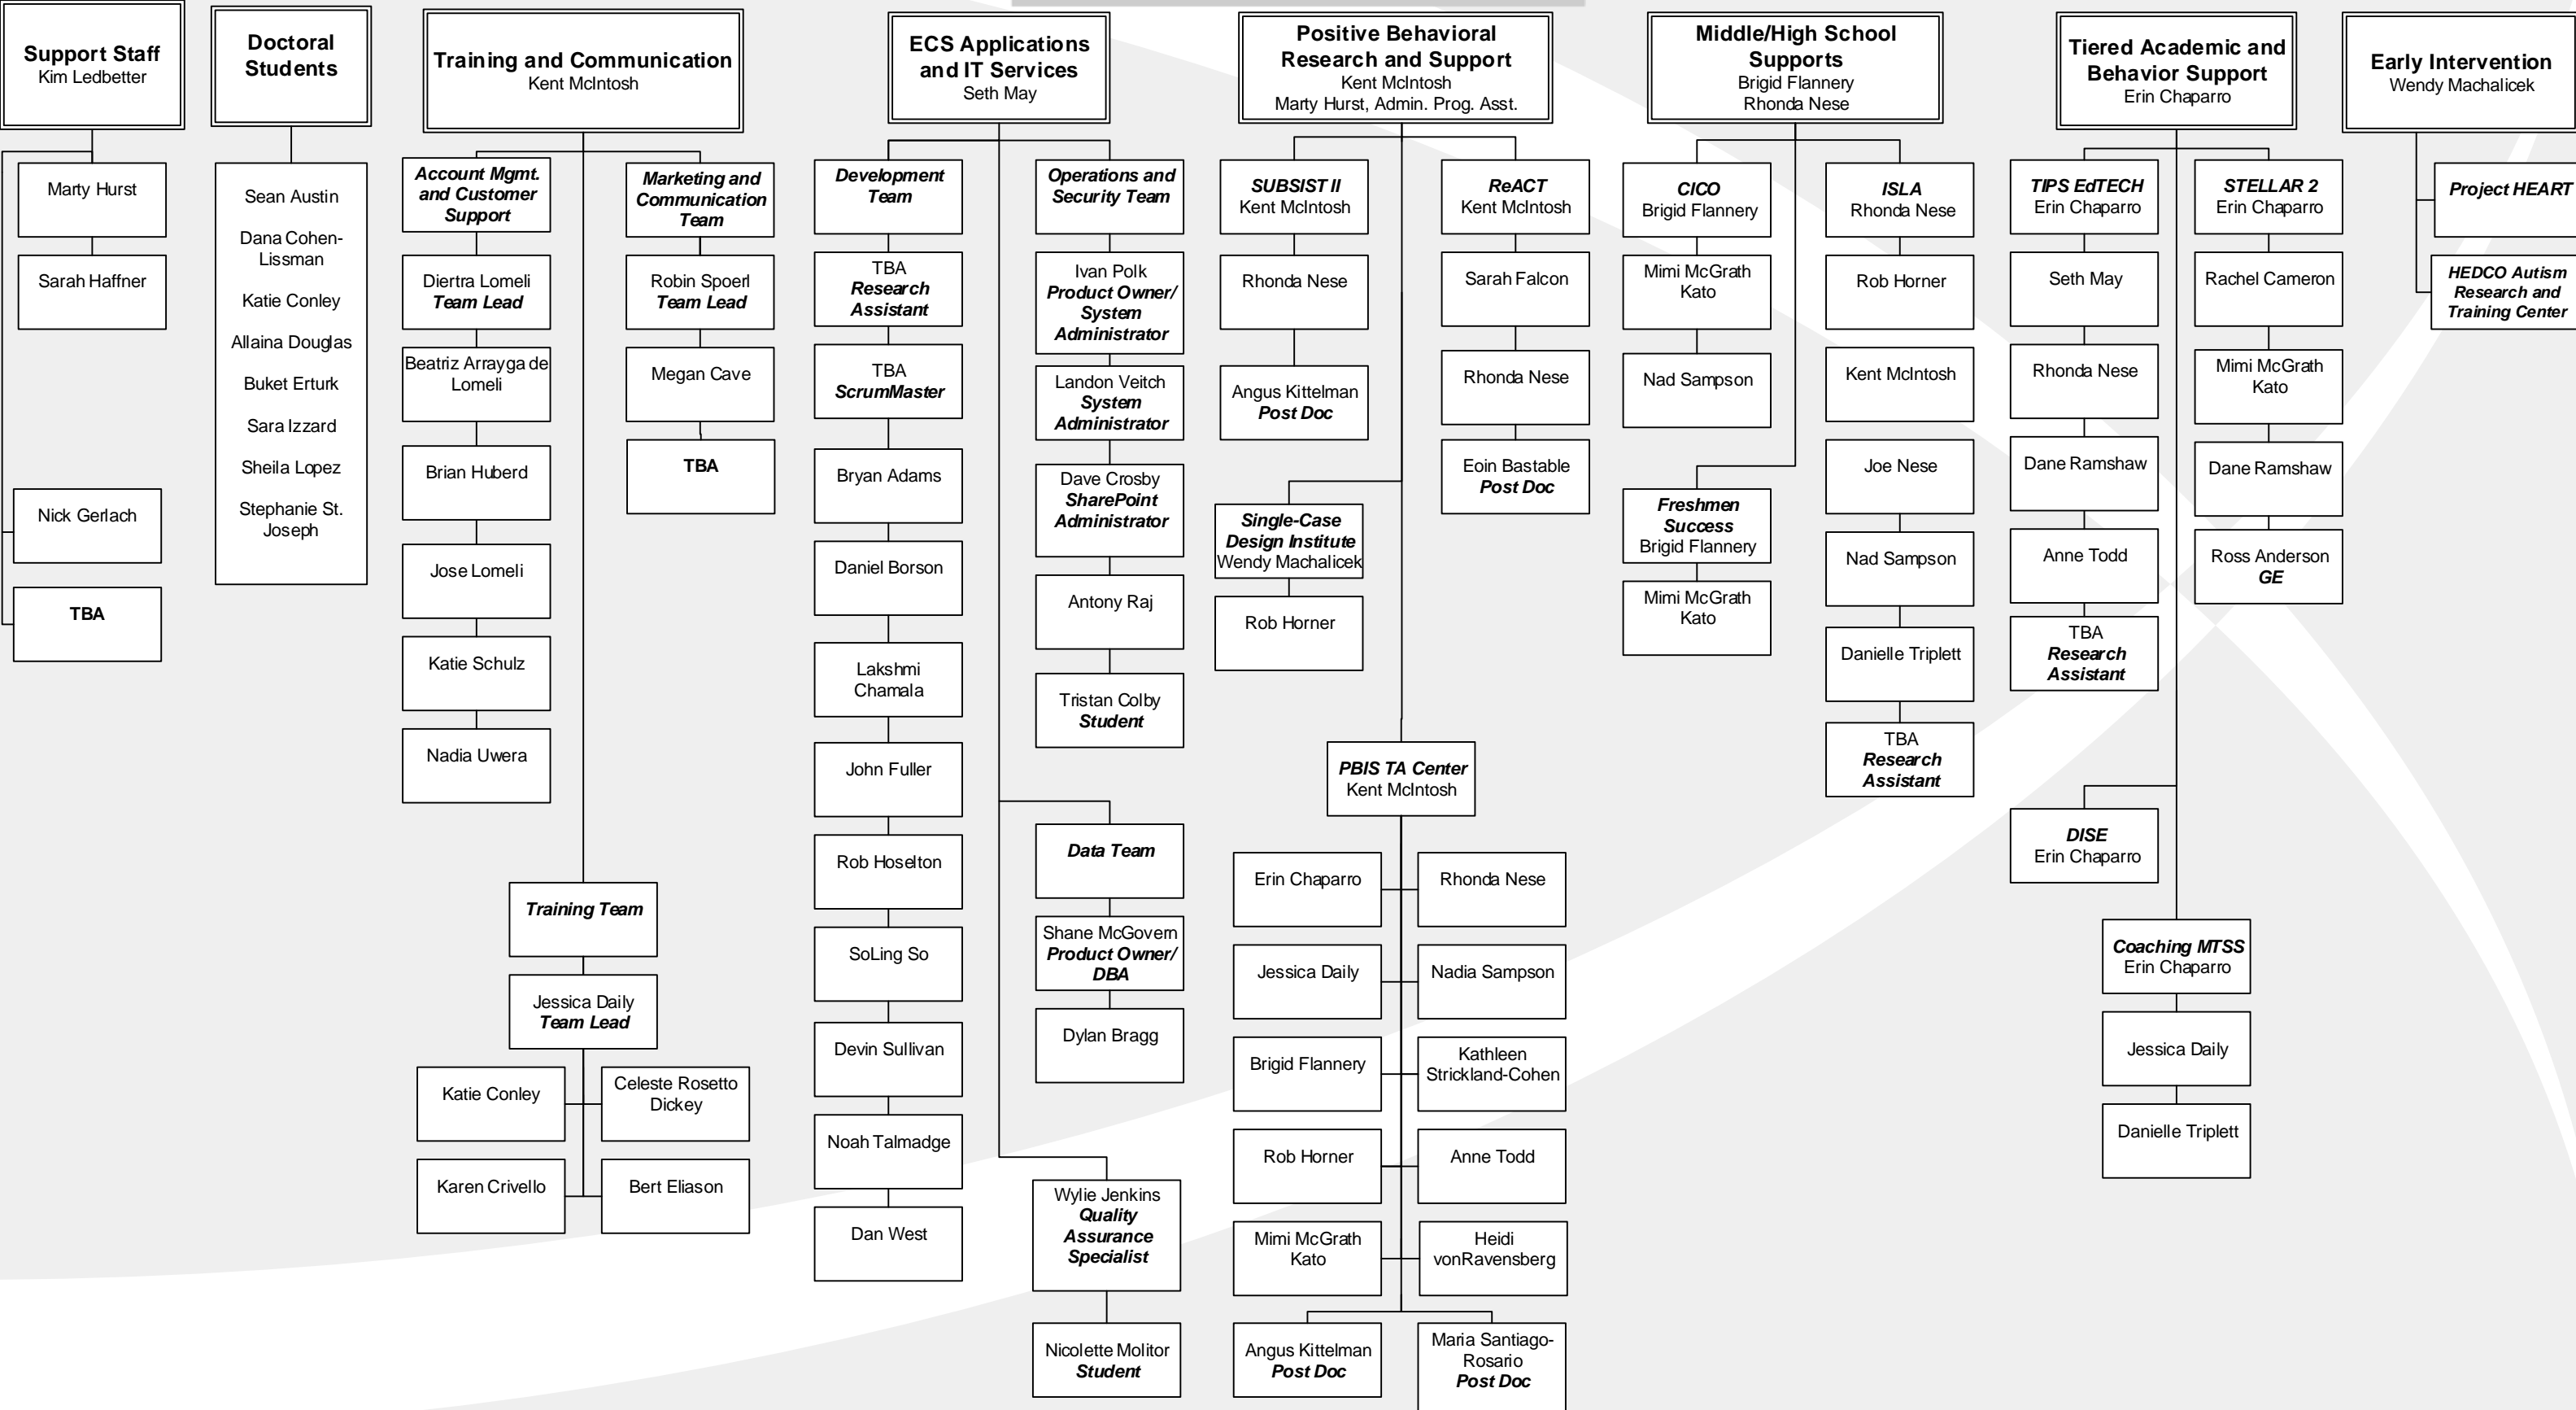 Support Staff
Kim Ledbetter
Marty Hurst
Sarah Haffner
Nick Gerlach
TBA
Doctoral
Students
Sean Austin
Dana Cohen-
Lissman
Katie Conley
Allaina Douglas
Buket Erturk
Sara Izzard
Sheila Lopez
Stephanie St.
Joseph
Training and Communication
Kent McIntosh
Account Mgmt.
and Customer
Support
Diertra Lomeli
Team Lead
Beatriz Arrayga de
Lomeli
Brian Huberd
Jose Lomeli
Katie Schulz
Nadia Uwera
Marketing and
Communication
Team
Robin Spoerl
Team Lead
Megan Cave
TBA
Training Team
Jessica Daily
Team Lead
Katie Conley
Celeste Rosetto
Dickey
Karen Crivello
Bert Eliason
ECS Applications
and IT Services
Seth May
Development
Team
TBA
Research
Assistant
TBA
ScrumMaster
Bryan Adams
Daniel Borson
Lakshmi
Chamala
John Fuller
Rob Hoselton
SoLing So
Devin Sullivan
Noah Talmadge
Dan West
Operations and
Security Team
Ivan Polk
Product Owner/
System
Administrator
Landon Veitch
System
Administrator
Dave Crosby
SharePoint
Administrator
Antony Raj
Tristan Colby
Student
Data Team
Shane McGovern
Product Owner/
DBA
Dylan Bragg
Wylie Jenkins
Quality
Assurance
Specialist
Nicolette Molitor
Student
Positive Behavioral
Research and Support
Kent McIntosh
Marty Hurst, Admin. Prog. Asst.
SUBSIST II
Kent McIntosh
Rhonda Nese
Angus Kittelman
Post Doc
ReACT
Kent McIntosh
Sarah Falcon
Rhonda Nese
Eoin Bastable
Post Doc
Single-Case
Design Institute
Wendy Machalicek
Rob Horner
PBIS TA Center
Kent McIntosh
Erin Chaparro
Rhonda Nese
Jessica Daily
Nadia Sampson
Brigid Flannery
Kathleen
Strickland-Cohen
Rob Horner
Anne Todd
Mimi McGrath
Kato
Heidi
vonRavensberg
Angus Kittelman
Post Doc
Maria Santiago-
Rosario
Post Doc
Middle/High School
Supports
Brigid Flannery
Rhonda Nese
CICO
Brigid Flannery
Mimi McGrath
Kato
Nad Sampson
Freshmen
Success
Brigid Flannery
Mimi McGrath
Kato
ISLA
Rhonda Nese
Rob Horner
Kent McIntosh
Joe Nese
Nad Sampson
Danielle Triplett
TBA
Research
Assistant
Tiered Academic and
Behavior Support
Erin Chaparro
TIPS EdTECH
Erin Chaparro
Seth May
Rhonda Nese
Dane Ramshaw
Anne Todd
TBA
Research
Assistant
STELLAR 2
Erin Chaparro
Rachel Cameron
Mimi McGrath
Kato
Dane Ramshaw
Ross Anderson
GE
DISE
Erin Chaparro
Coaching MTSS
Erin Chaparro
Jessica Daily
Danielle Triplett
Early Intervention
Wendy Machalicek
Project HEART
HEDCO Autism
Research and
Training Center